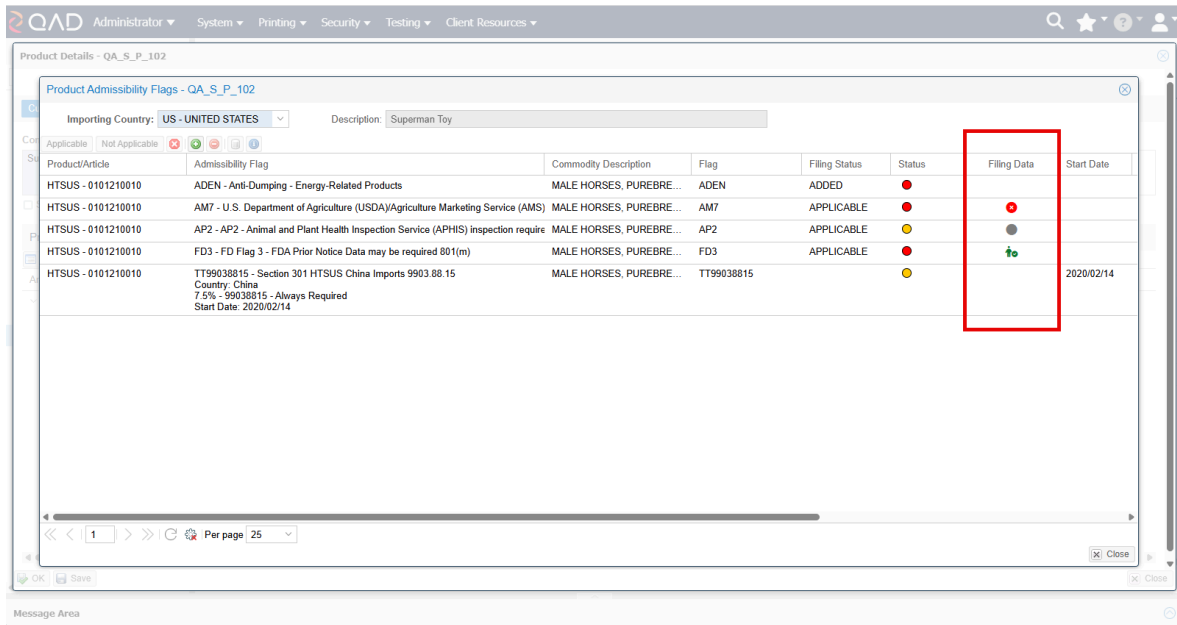 QAD Administrator System Printing Security Testing Client Resources
Product Details - QA_S_P_102
Product Admissibility Flags - QA_S_P_102
Importing Country: US - UNITED STATES Description: Superman Toy
Applicable Not Applicable
Product/Article Admissibility Flag Commodity Description Flag Filing Status Status Filing Data Start Date
HTSUS - 0101210010 ADEN - Anti-Dumping - Energy-Related Products MALE HORSES, PUREBRE... ADEN ADDED
HTSUS - 0101210010 AM7 - U.S. Department of Agriculture (USDA)/Agriculture Marketing Service (AMS) MALE HORSES, PUREBRE... AM7 APPLICABLE
HTSUS - 0101210010 AP2 - AP2 - Animal and Plant Health Inspection Service (APHIS) inspection require MALE HORSES, PUREBRE... AP2 APPLICABLE
HTSUS - 0101210010 FD3 - FD Flag 3 - FDA Prior Notice Data may be required 801(m) MALE HORSES, PUREBRE... FD3 APPLICABLE
HTSUS - 0101210010 TT99038815 - Section 301 HTSUS China Imports 9903.88.15 MALE HORSES, PUREBRE... TT99038815 2020/02/14
Country: China
7.5% - 99038815 - Always Required
Start Date: 2020/02/14
1 Per page 25
Close
OK Save Close
Message Area